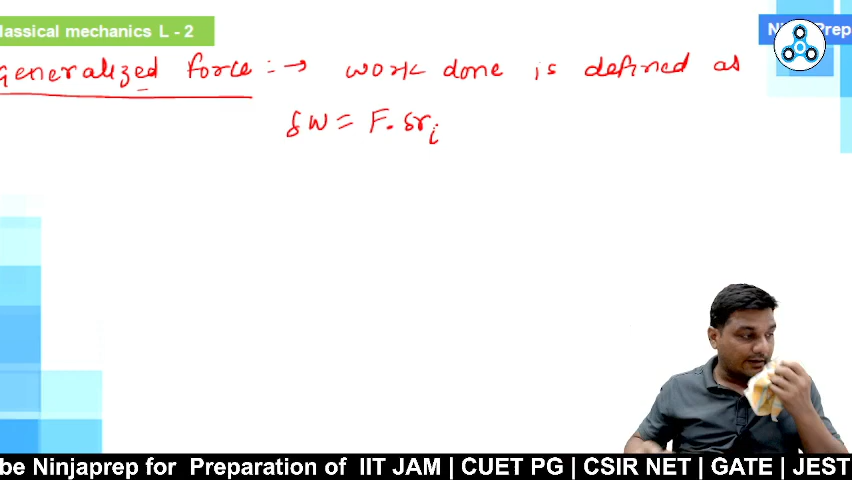 lassical mechanics L - 2
Generalized force :→ work done is defined as
δW = F. δri
be Ninjaprep for Preparation of IIT JAM | CUET PG | CSIR NET | GATE | JEST